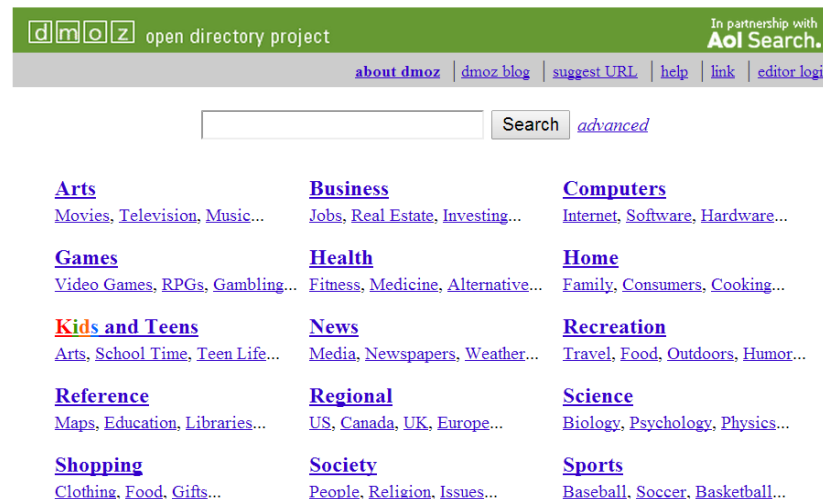 dmoz open directory project
In partnership with
Aol Search.
about dmoz | dmoz blog | suggest URL | help | link | editor logi
Search advanced
Arts Business Computers
Movies, Television, Music... Jobs, Real Estate, Investing... Internet, Software, Hardware...
Games Health Home
Video Games, RPGs, Gambling... Fitness, Medicine, Alternative... Family, Consumers, Cooking...
Kids and Teens News Recreation
Arts, School Time, Teen Life... Media, Newspapers, Weather... Travel, Food, Outdoors, Humor...
Reference Regional Science
Maps, Education, Libraries... US, Canada, UK, Europe... Biology, Psychology, Physics...
Shopping Society Sports
Clothing, Food, Gifts... People, Religion, Issues... Baseball, Soccer, Basketball...